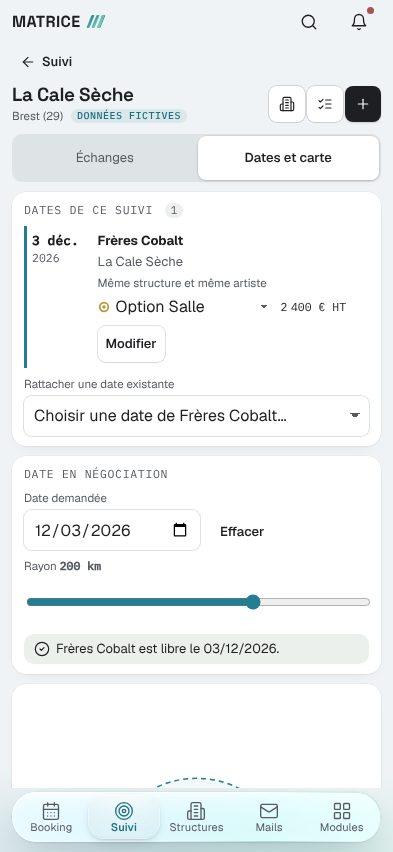 MATRICE
Suivi
La Cale Sèche
Brest (29) DONNÉES FICTIVES
Échanges
Dates et carte
DATES DE CE SUIVI 1
3 déc.
2026
Frères Cobalt
La Cale Sèche
Même structure et même artiste
Option Salle
2 400 € HT
Modifier
Rattacher une date existante
Choisir une date de Frères Cobalt…
DATE EN NÉGOCIATION
Date demandée
12/03/2026
Effacer
Rayon 200 km
Frères Cobalt est libre le 03/12/2026.
Booking
Suivi
Structures
Mails
Modules